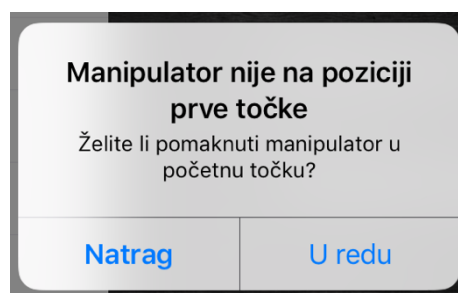 Manipulator nije na poziciji
prve točke
Želite li pomaknuti manipulator u
početnu točku?
Natrag
U redu